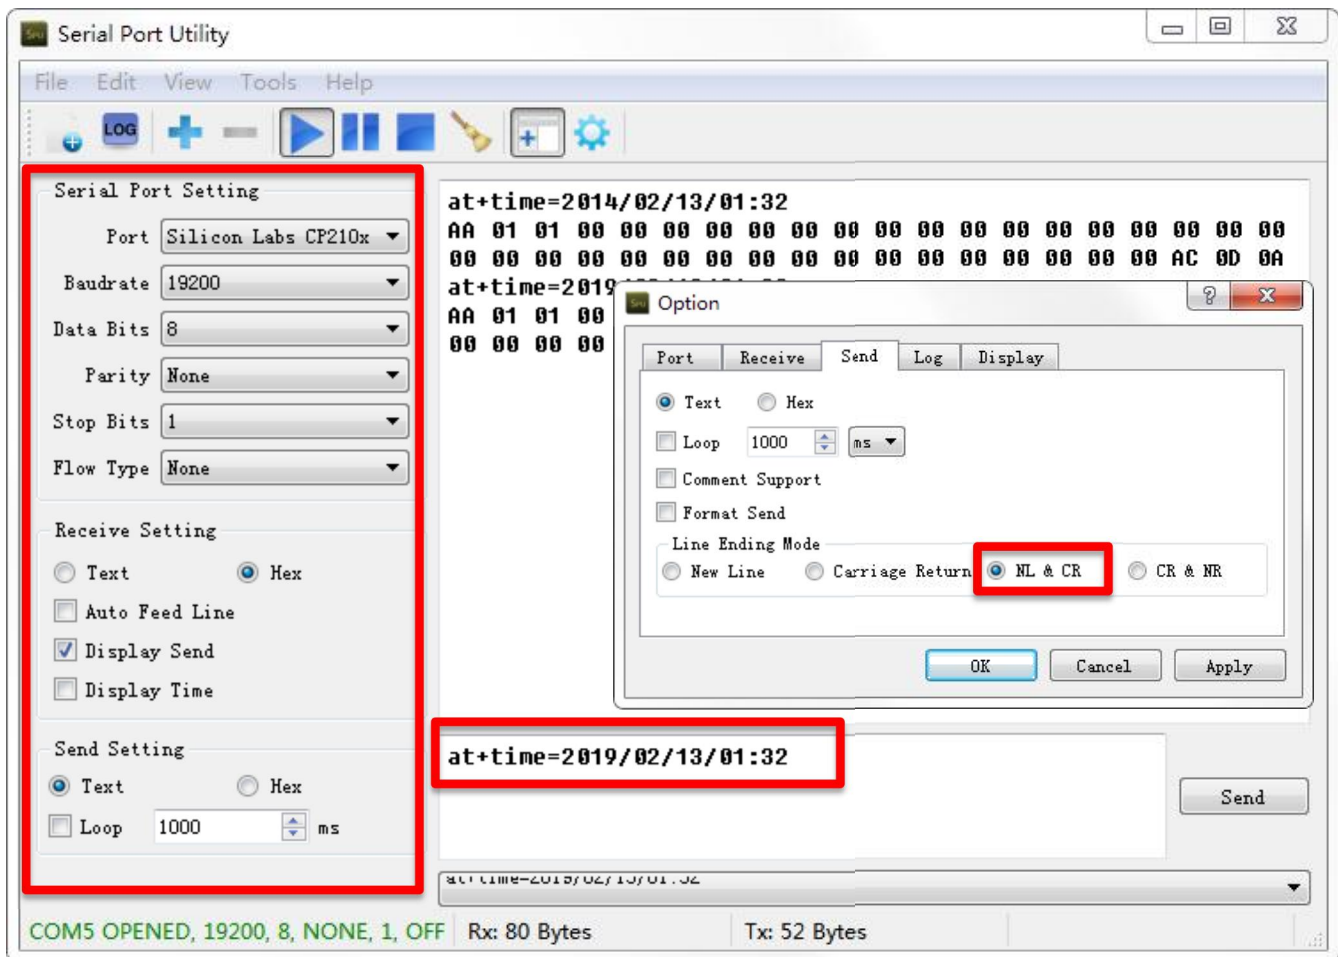 Serial Port Utility
File Edit View Tools Help
LOG
Serial Port Setting
Port Silicon Labs CP210x
Baudrate 19200
Data Bits 8
Parity None
Stop Bits 1
Flow Type None
Receive Setting
Text Hex
Auto Feed Line
Display Send
Display Time
Send Setting
Text Hex
Loop 1000 ms
at+time=2014/02/13/01:32
AA 01 01 00 00 00 00 00 00 00 00 00 00 00 00 00 00 00 00 00
00 00 00 00 00 00 00 00 00 00 00 00 00 00 00 00 00 AC 0D 0A
at+time=2019
AA 01 01 00
00 00 00 00
Option
Port Receive Send Log Display
Text Hex
Loop 1000 ms
Comment Support
Format Send
Line Ending Mode
New Line Carriage Return NL & CR CR & NR
OK Cancel Apply
at+time=2019/02/13/01:32
Send
at+time=2019/02/13/01:32
COM5 OPENED, 19200, 8, NONE, 1, OFF Rx: 80 Bytes Tx: 52 Bytes